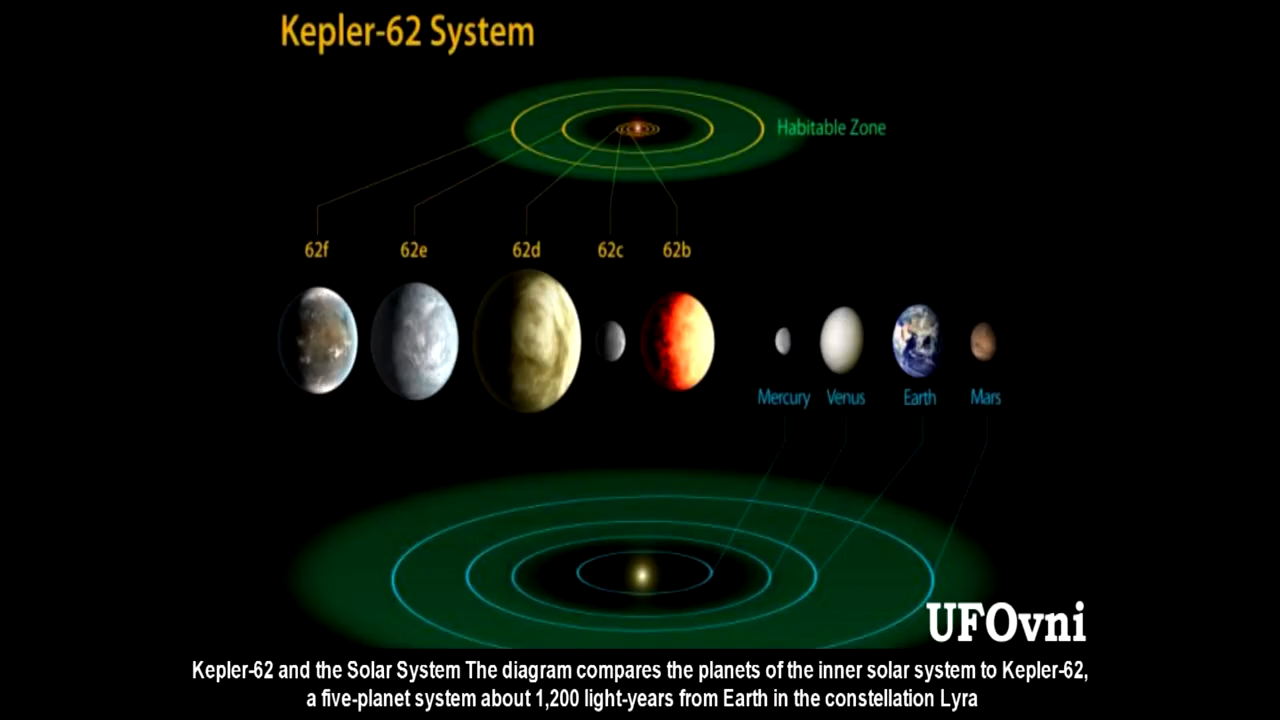 Kepler-62 System
Habitable Zone
62f 62e 62d 62c 62b
Mercury Venus Earth Mars
UFOvni
Kepler-62 and the Solar System The diagram compares the planets of the inner solar system to Kepler-62,
a five-planet system about 1,200 light-years from Earth in the constellation Lyra